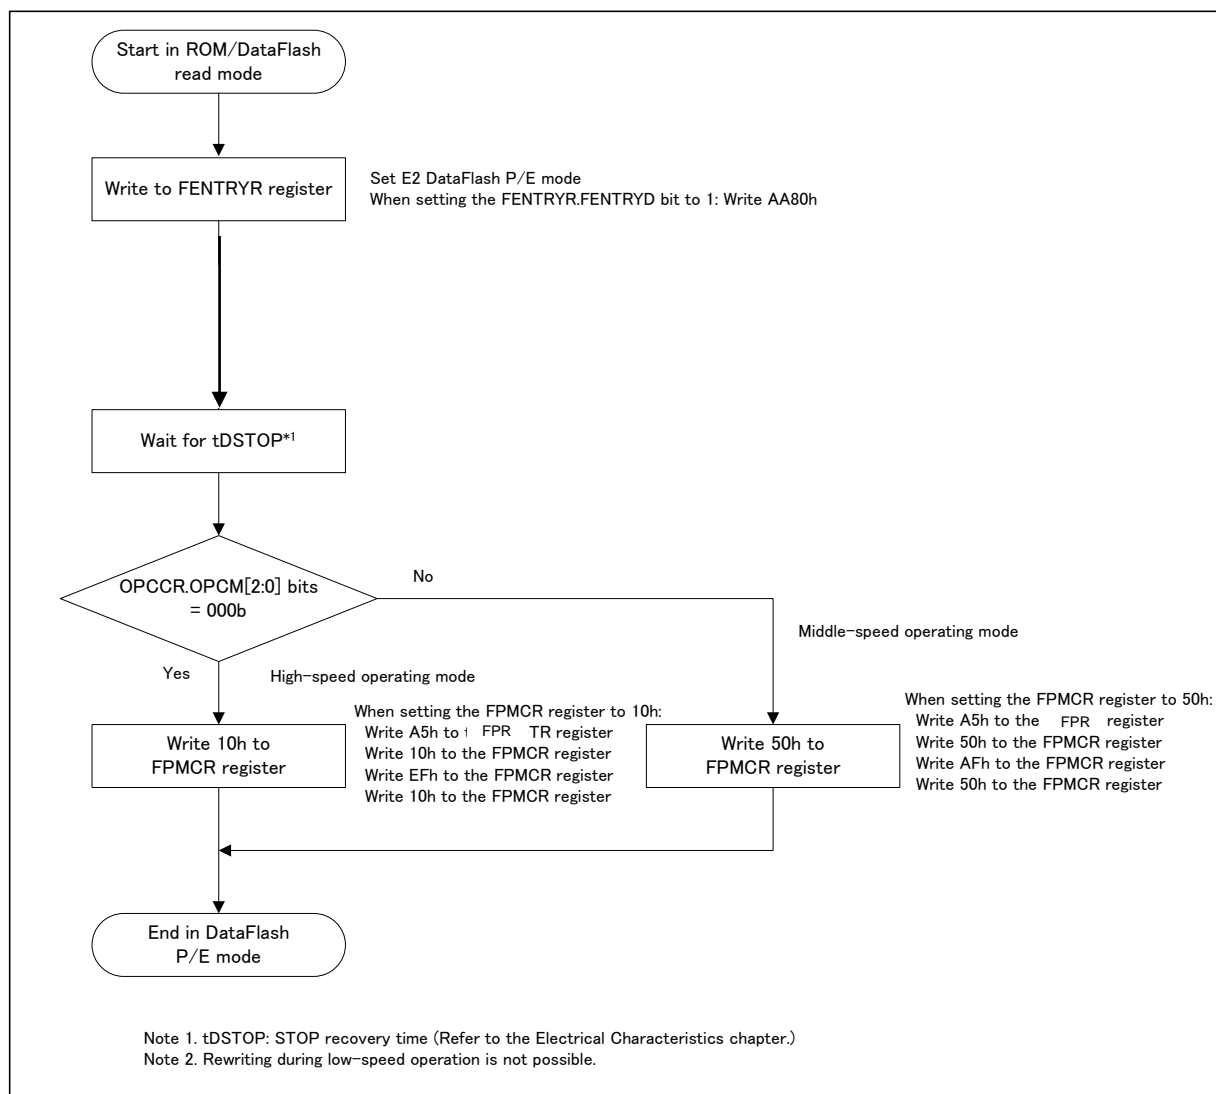 Start in ROM/DataFlash
read mode
Write to FENTRYR register
Set E2 DataFlash P/E mode
When setting the FENTRYR.FENTRYD bit to 1: Write AA80h
Wait for tDSTOP*1
OPCCR.OPCM[2:0] bits
= 000b
No
Middle-speed operating mode
Yes
High-speed operating mode
When setting the FPMCR register to 10h:
Write A5h to FPR TR register
Write 10h to the FPMCR register
Write EFh to the FPMCR register
Write 10h to the FPMCR register
Write 10h to
FPMCR register
Write 50h to
FPMCR register
When setting the FPMCR register to 50h:
Write A5h to the FPR register
Write 50h to the FPMCR register
Write AFh to the FPMCR register
Write 50h to the FPMCR register
End in DataFlash
P/E mode
Note 1. tDSTOP: STOP recovery time (Refer to the Electrical Characteristics chapter.)
Note 2. Rewriting during low-speed operation is not possible.